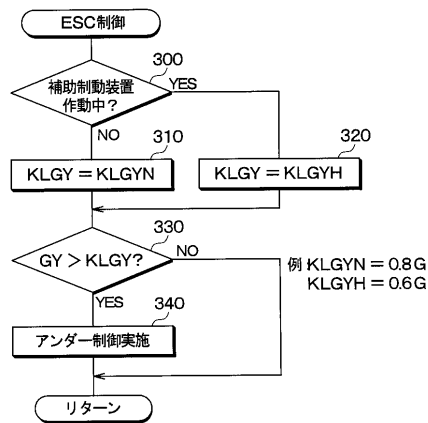 ESC制御
300
補助制動装置
作動中？
YES
NO
310
320
KLGY＝KLGYN
KLGY＝KLGYH
330
GY＞KLGY?
NO
例 KLGYN＝0.8G
KLGYH＝0.6G
YES
340
アンダー制御実施
リターン